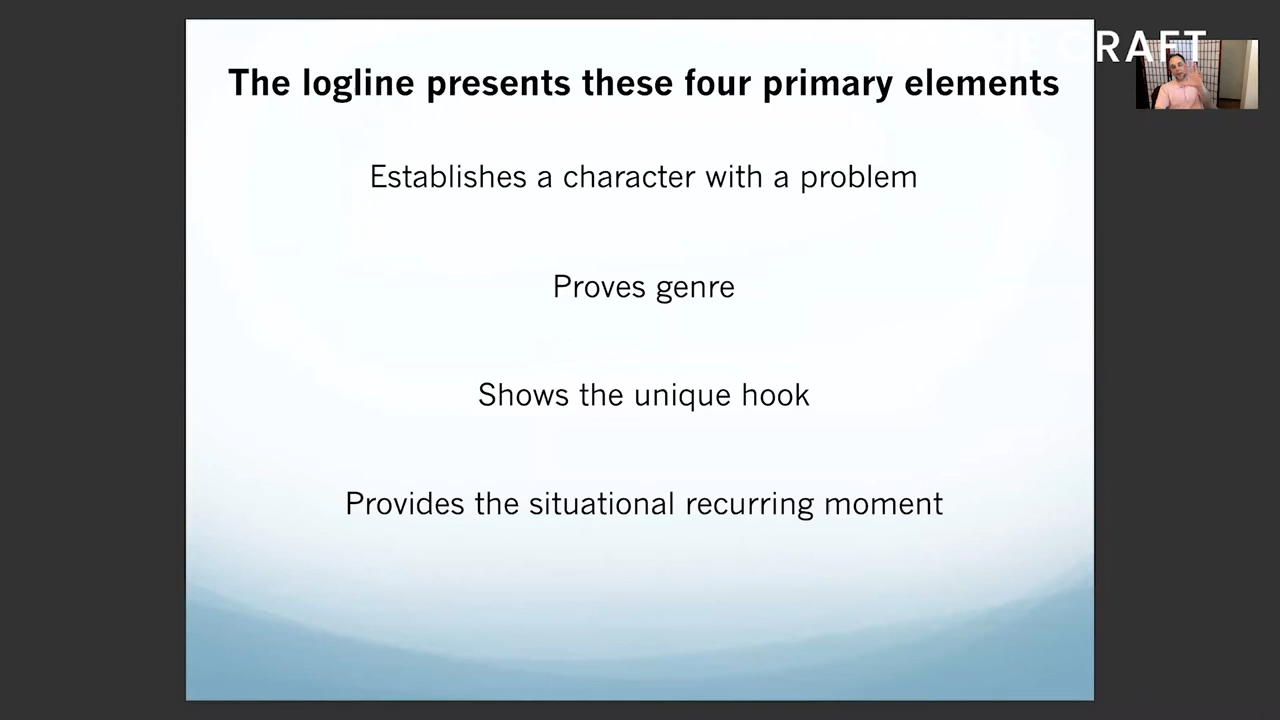 The logline presents these four primary elements
Establishes a character with a problem
Proves genre
Shows the unique hook
Provides the situational recurring moment